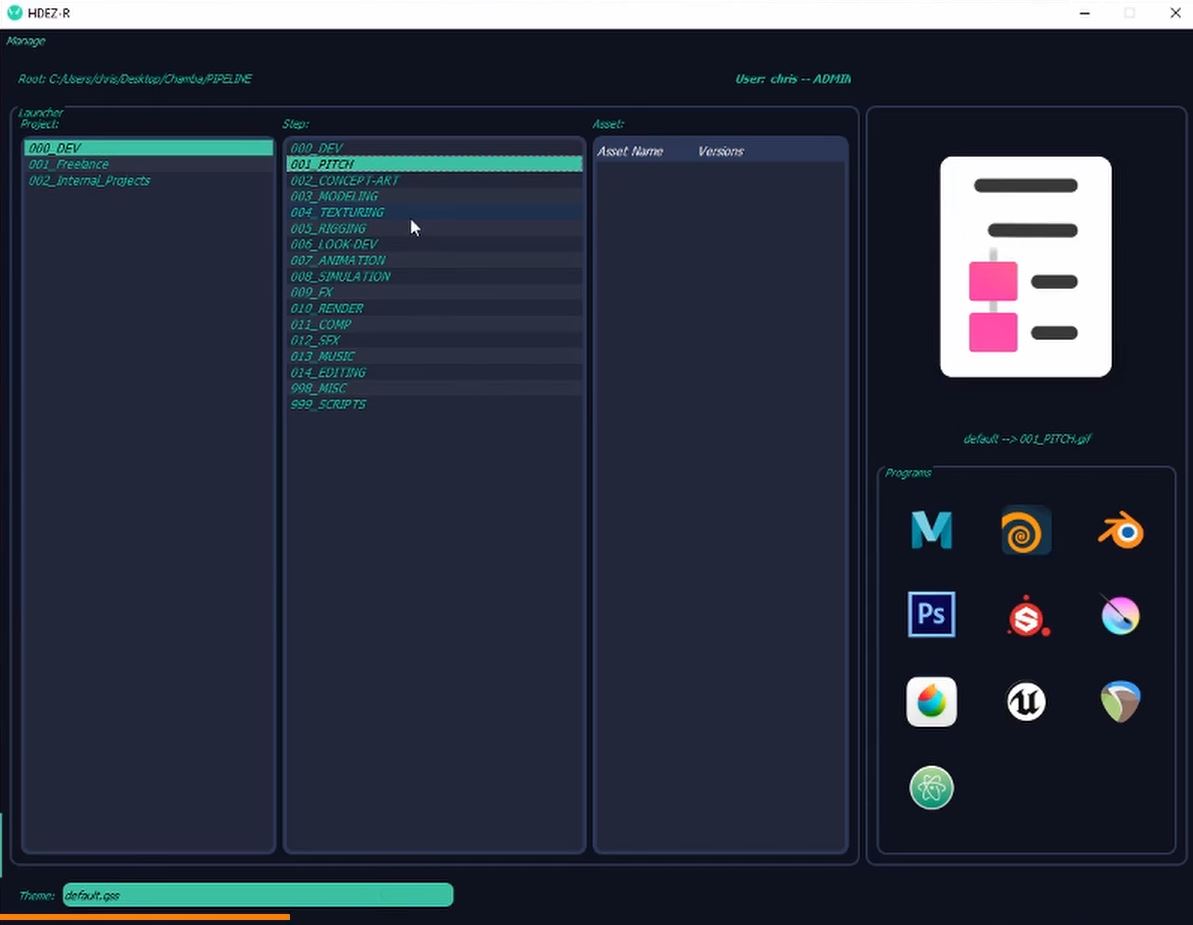 HDEZ-R
Manage
Root: C:/Users/chris/Desktop/Chamba/PIPELINE
User: chris -- ADMIN
Launcher
Project:
000_DEV
001_Freelance
002_Internal_Projects
Step:
000_DEV
001_PITCH
002_CONCEPT-ART
003_MODELING
004_TEXTURING
005_RIGGING
006_LOOK-DEV
007_ANIMATION
008_SIMULATION
009_FX
010_RENDER
011_COMP
012_SFX
013_MUSIC
014_EDITING
998_MISC
999_SCRIPTS
Asset:
Asset Name Versions
default --> 001_PITCH.gif
Programs
Ps
Theme: default.qss